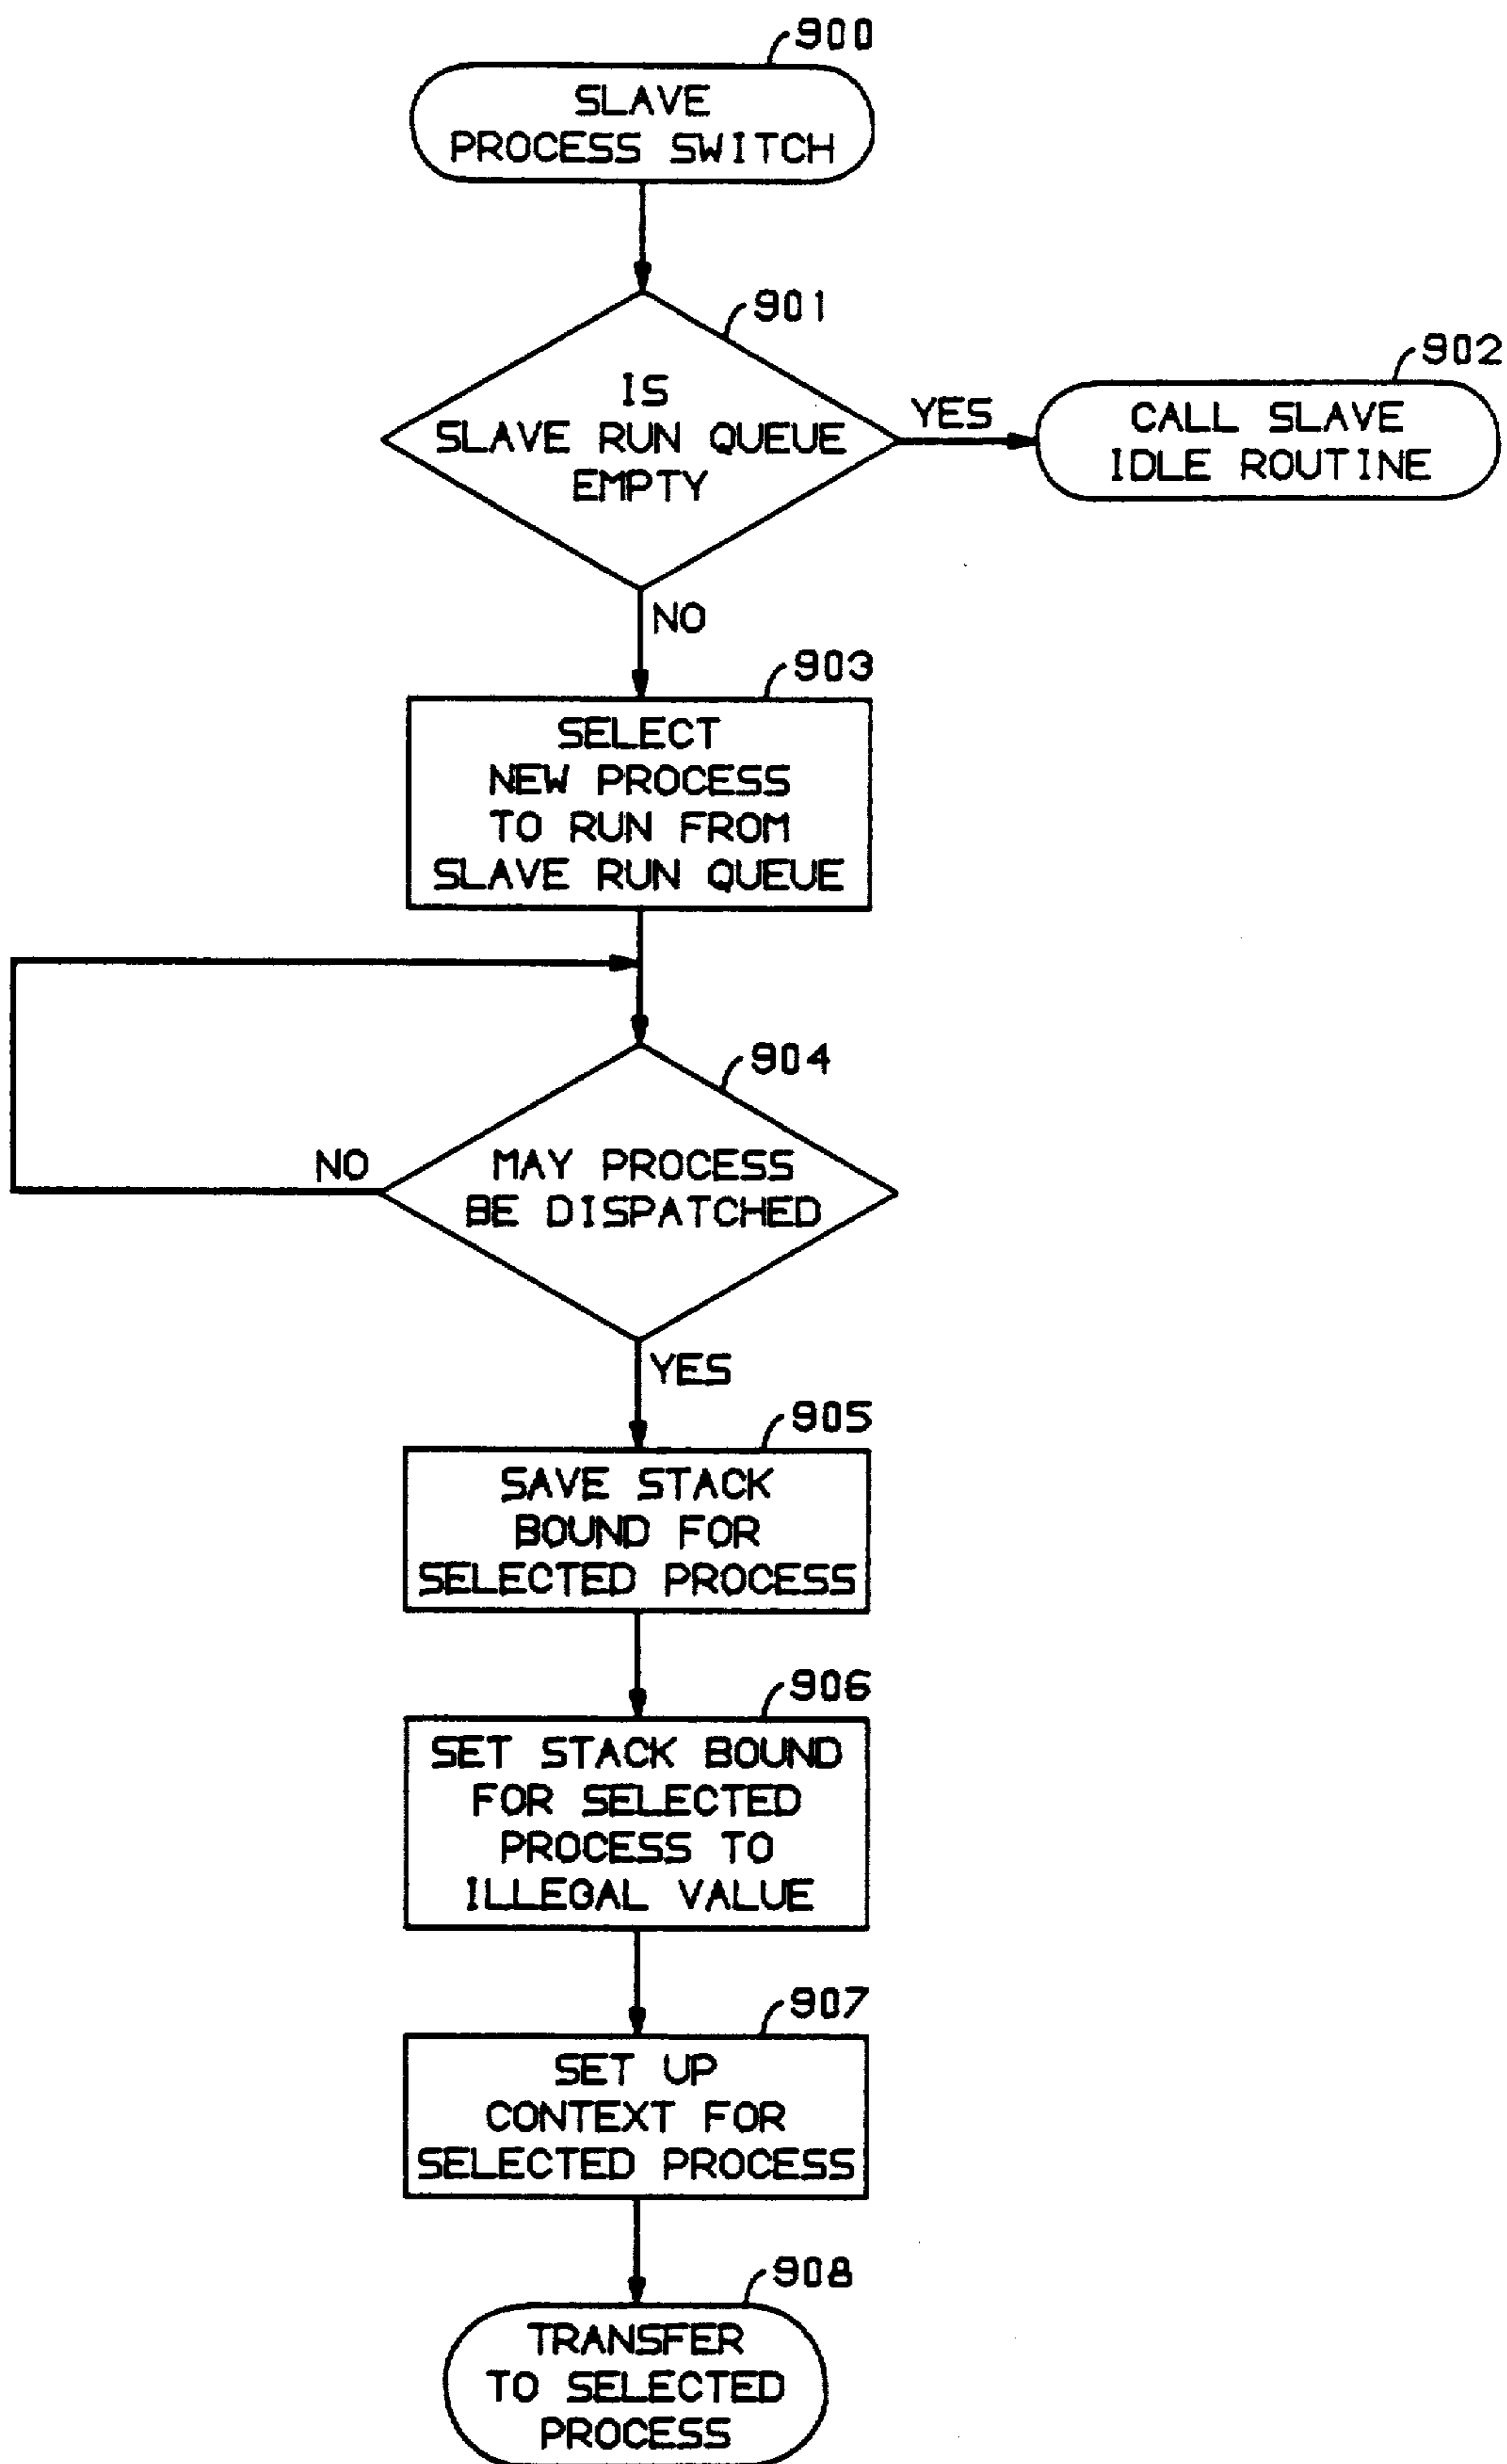 900
SLAVE
PROCESS SWITCH
901
IS
SLAVE RUN QUEUE
EMPTY
YES
902
CALL SLAVE
IDLE ROUTINE
NO
903
SELECT
NEW PROCESS
TO RUN FROM
SLAVE RUN QUEUE
904
MAY PROCESS
BE DISPATCHED
NO
YES
905
SAVE STACK
BOUND FOR
SELECTED PROCESS
906
SET STACK BOUND
FOR SELECTED
PROCESS TO
ILLEGAL VALUE
907
SET UP
CONTEXT FOR
SELECTED PROCESS
908
TRANSFER
TO SELECTED
PROCESS